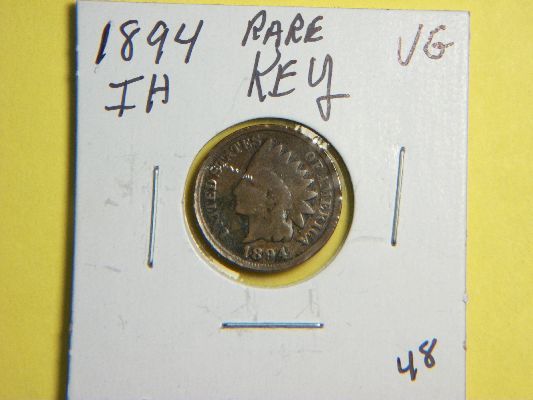 1894 RARE VG
IH KEY
UNITED STATES OF AMERICA
1894
48